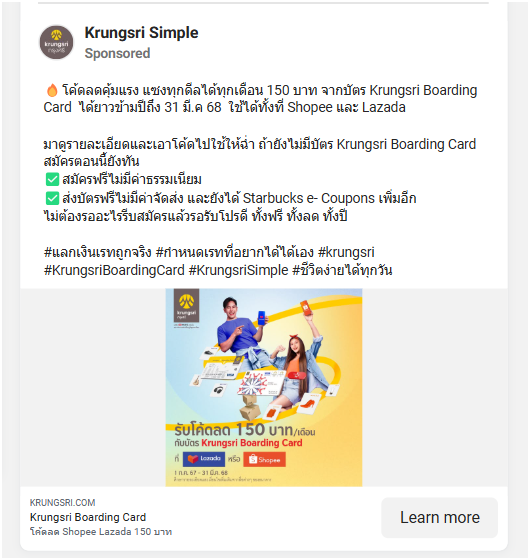 Krungsri Simple
Sponsored
🔥 โค้ดลดคุ้มแรง แซงทุกดีลได้ทุกเดือน 150 บาท จากบัตร Krungsri Boarding
Card ได้ยาวข้ามปีถึง 31 มี.ค 68 ใช้ได้ทั้งที่ Shopee และ Lazada
มาดูรายละเอียดและเอาโค้ดไปใช้ให้ฉ่ำ ถ้ายังไม่มีบัตร Krungsri Boarding Card
สมัครตอนนี้ยังทัน
✅สมัครฟรีไม่มีค่าธรรมเนียม
✅ส่งบัตรฟรีไม่มีค่าจัดส่ง และยังได้ Starbucks e- Coupons เพิ่มอีก
ไม่ต้องรออะไรรีบสมัครแล้วรอรับโปรดี ทั้งฟรี ทั้งลด ทั้งปี
#แลกเงินเรทถูกจริง #กำหนดเรทที่อยากได้ได้เอง #krungsri
#KrungsriBoardingCard #KrungsriSimple #ชีวิตง่ายได้ทุกวัน
krungsri
กรุงศรี
รับโค้ดลด 150 บาท/เดือน
กับบัตร Krungsri Boarding Card
ที่ Lazada หรือ Shopee
1 ก.ค. 67 - 31 มี.ค. 68
KRUNGSRI.COM
Krungsri Boarding Card
โค้ดลด Shopee Lazada 150 บาท
Learn more